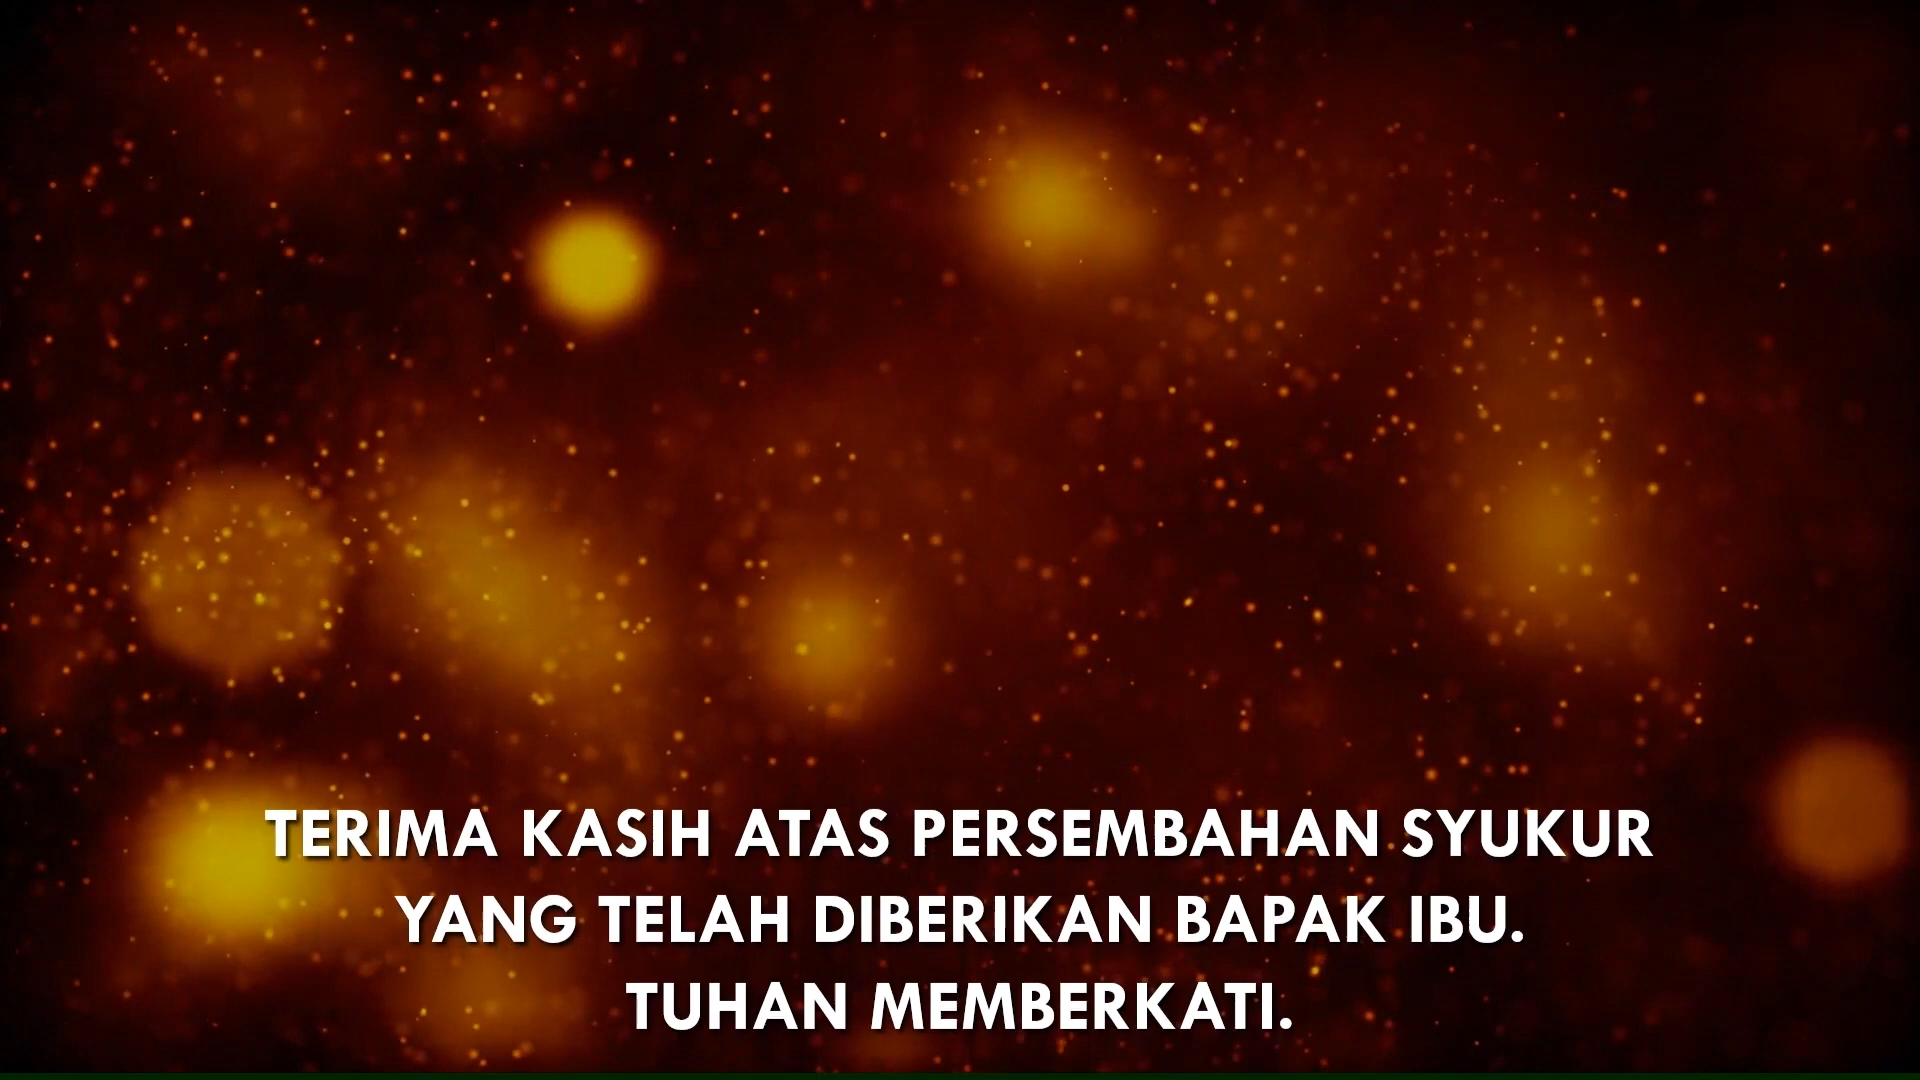 TERIMA KASIH ATAS PERSEMBAHAN SYUKUR
YANG TELAH DIBERIKAN BAPAK IBU.
TUHAN MEMBERKATI.